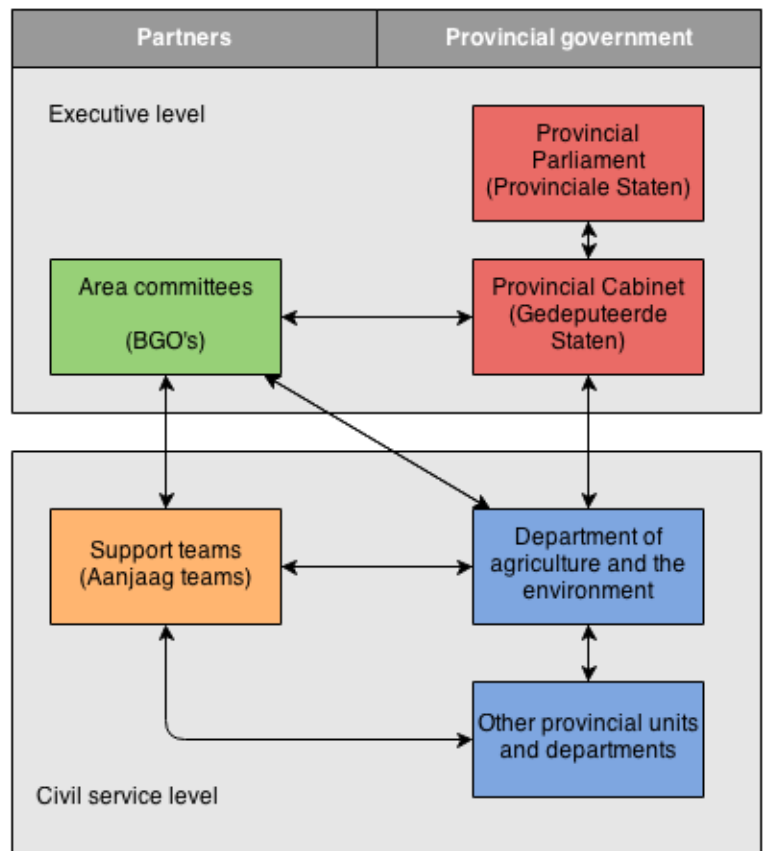 Partners
Provincial government
Executive level
Provincial
Parliament
(Provinciale Staten)
Area committees
(BGO's)
Provincial Cabinet
(Gedeputeerde
Staten)
Support teams
(Aanjaag teams)
Department of
agriculture and the
environment
Other provincial units
and departments
Civil service level